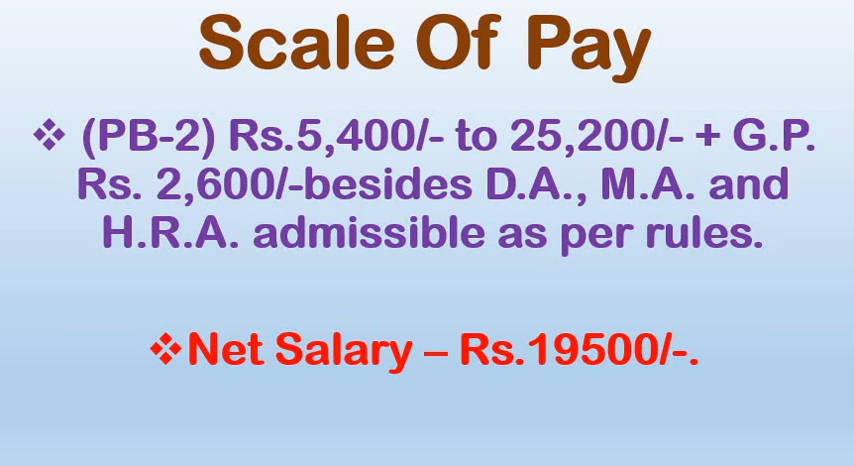 Scale Of Pay
❖ (PB-2) Rs.5,400/- to 25,200/- + G.P.
Rs. 2,600/-besides D.A., M.A. and
H.R.A. admissible as per rules.
❖Net Salary – Rs.19500/-.